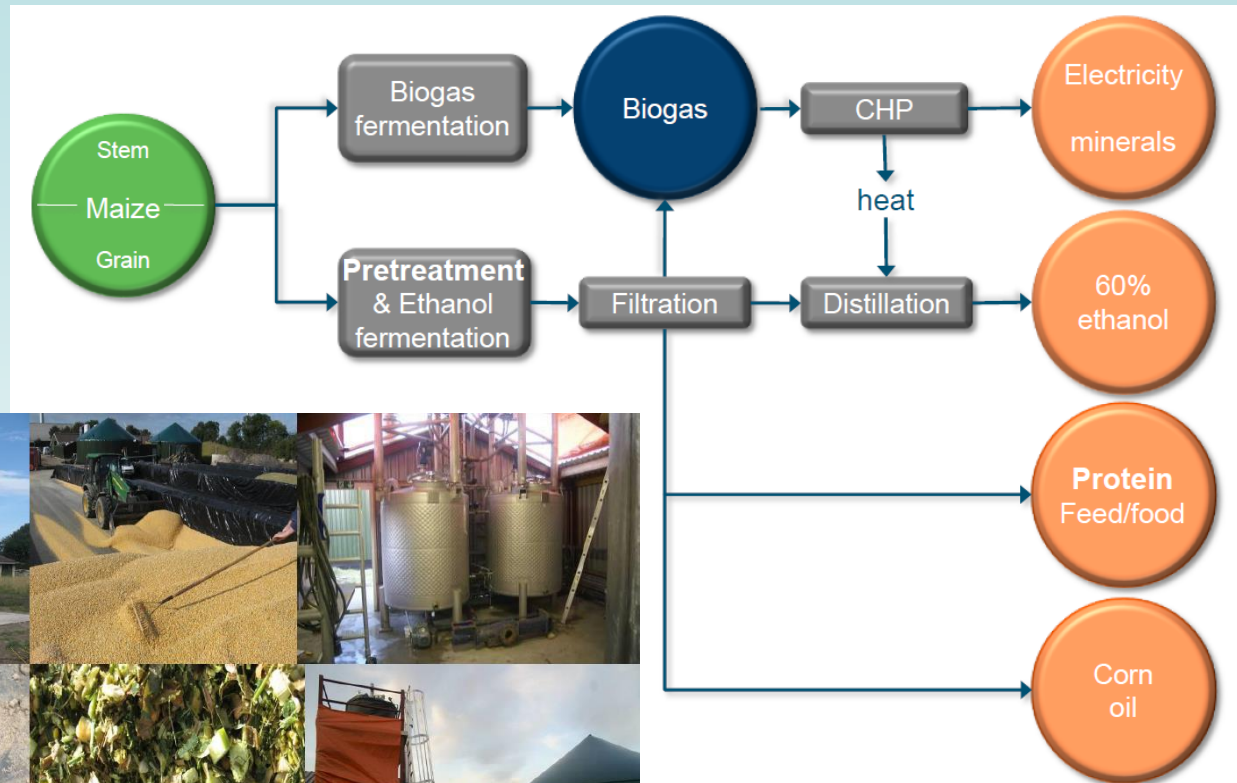 Stem
Maize
Grain
Biogas
fermentation
Biogas
CHP
Electricity
minerals
heat
Pretreatment
& Ethanol
fermentation
Filtration
Distillation
60%
ethanol
Protein
Feed/food
Corn
oil